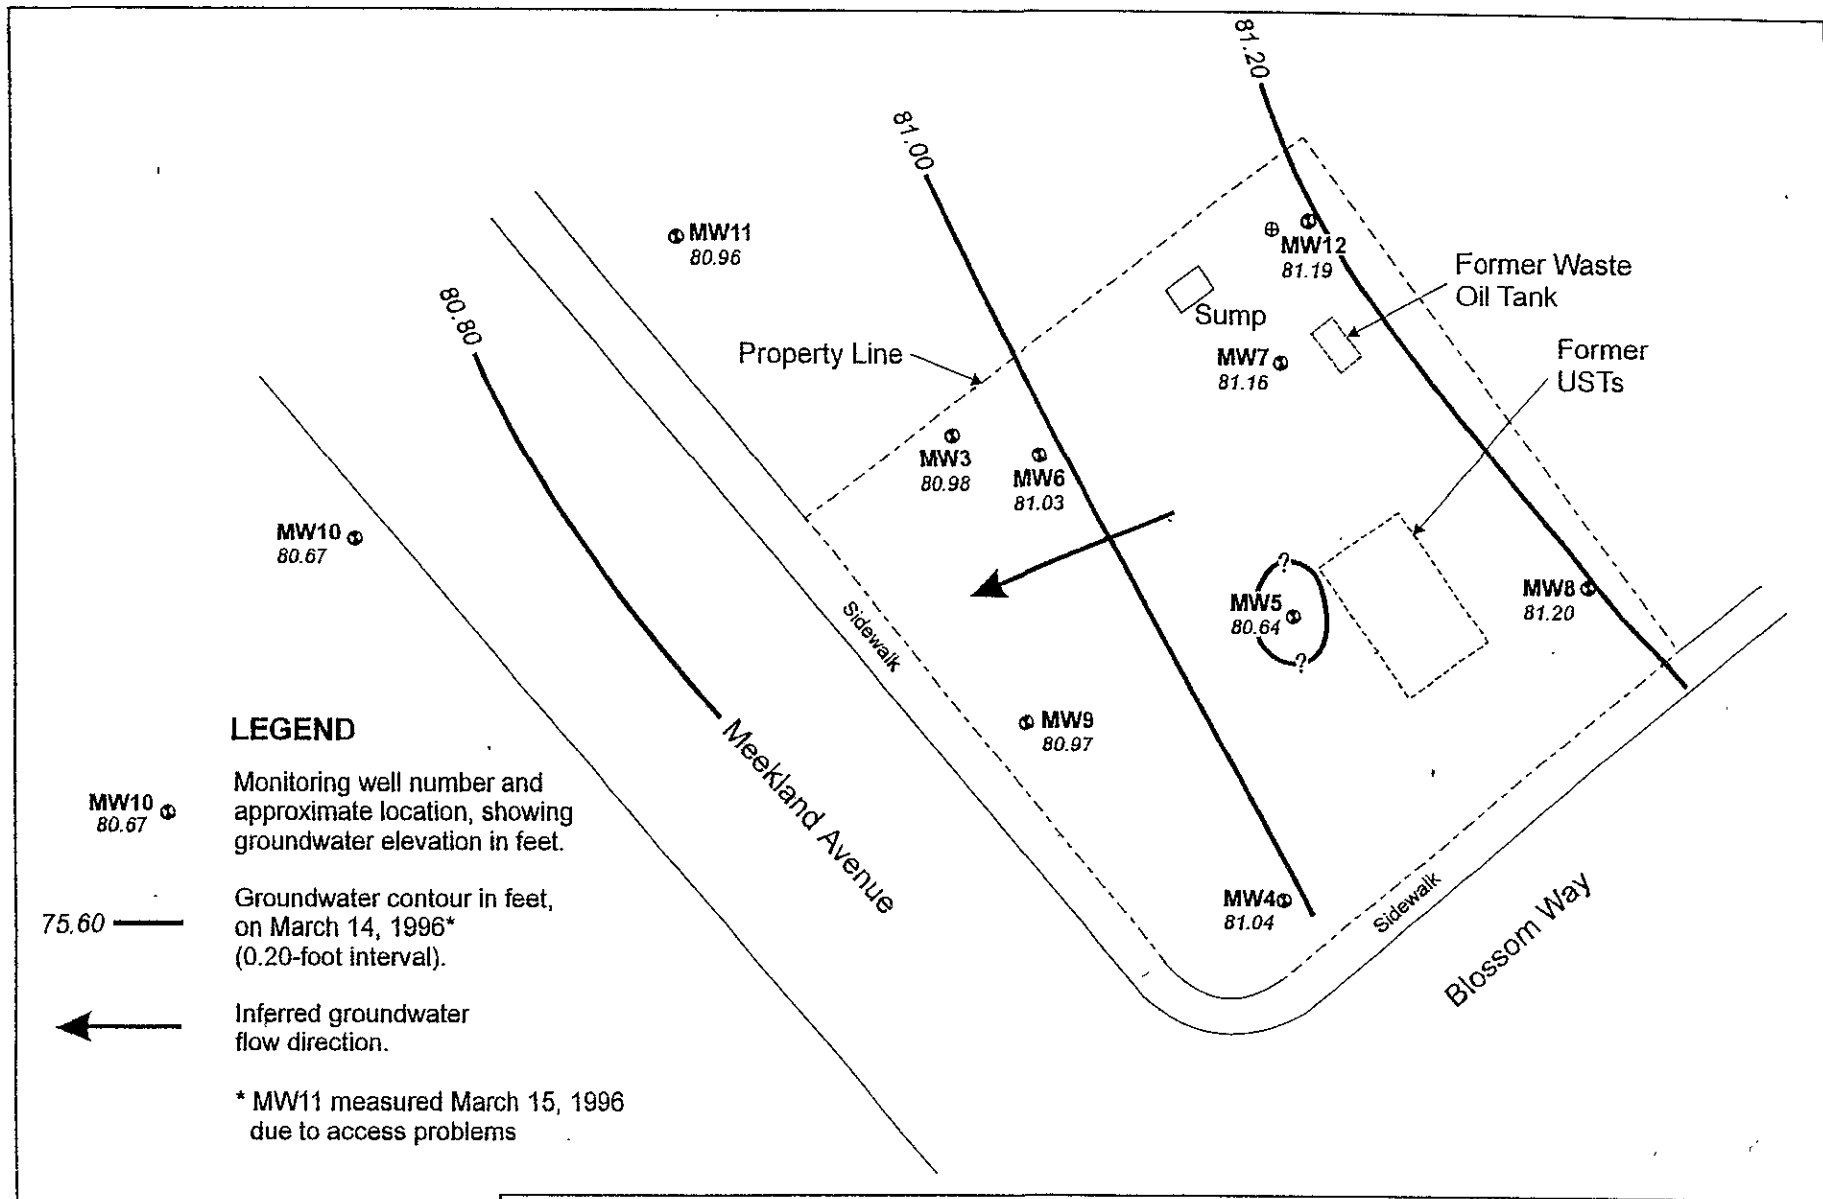 81.20
81.00
80.80
MW11
80.96
MW12
81.19
Former Waste
Oil Tank
Sump
Property Line
MW7
81.16
Former
USTs
MW3
80.98
MW6
81.03
MW10
80.67
?
MW5
80.64
?
MW8
81.20
Sidewalk
MW9
80.97
Meekland Avenue
MW4
81.04
Sidewalk
Blossom Way
LEGEND
MW10
80.67
Monitoring well number and
approximate location, showing
groundwater elevation in feet.
75.60
Groundwater contour in feet,
on March 14, 1996*
(0.20-foot interval).
Inferred groundwater
flow direction.
* MW11 measured March 15, 1996
due to access problems